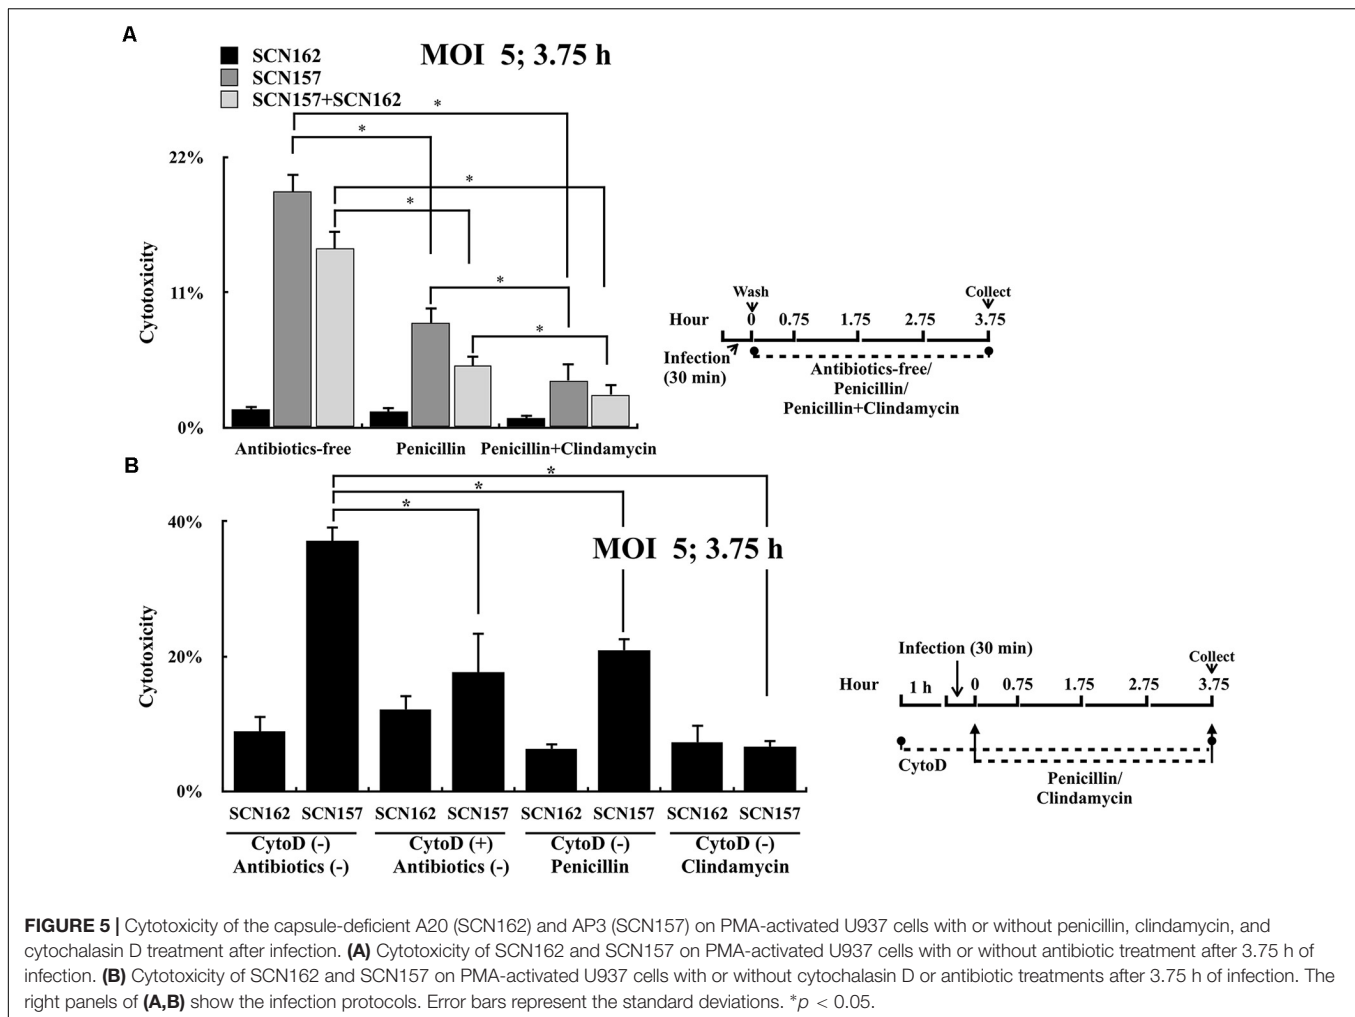 A
SCN162
SCN157
SCN157+SCN162
MOI 5; 3.75 h
*
*
*
*
*
*
22%
11%
0%
Cytotoxicity
Antibiotics-free Penicillin Penicillin+Clindamycin
Wash Collect
Hour 0 0.75 1.75 2.75 3.75
Infection
(30 min)
Antibiotics-free/
Penicillin/
Penicillin+Clindamycin
B
*
*
*
MOI 5; 3.75 h
40%
20%
0%
Cytotoxicity
SCN162 SCN157 SCN162 SCN157 SCN162 SCN157 SCN162 SCN157
CytoD (-) CytoD (+) CytoD (-) CytoD (-)
Antibiotics (-) Antibiotics (-) Penicillin Clindamycin
Infection (30 min)
Collect
Hour 1 h 0 0.75 1.75 2.75 3.75
CytoD
Penicillin/
Clindamycin
FIGURE 5 | Cytotoxicity of the capsule-deficient A20 (SCN162) and AP3 (SCN157) on PMA-activated U937 cells with or without penicillin, clindamycin, and
cytochalasin D treatment after infection. (A) Cytotoxicity of SCN162 and SCN157 on PMA-activated U937 cells with or without antibiotic treatment after 3.75 h of
infection. (B) Cytotoxicity of SCN162 and SCN157 on PMA-activated U937 cells with or without cytochalasin D or antibiotic treatments after 3.75 h of infection. The
right panels of (A,B) show the infection protocols. Error bars represent the standard deviations. *p < 0.05.